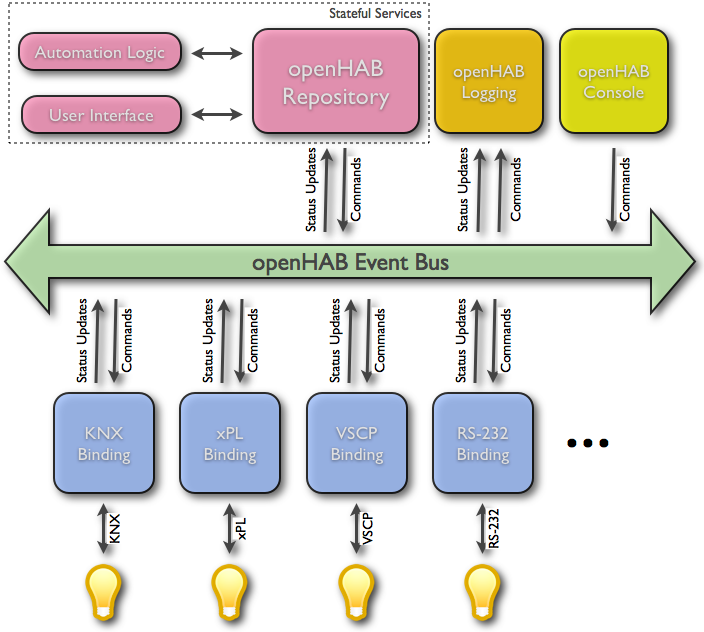 Stateful Services
Automation Logic
User Interface
openHAB
Repository
openHAB
Logging
openHAB
Console
Status Updates
Commands
Status Updates
Commands
Commands
openHAB Event Bus
Status Updates
Commands
Status Updates
Commands
Status Updates
Commands
Status Updates
Commands
KNX
Binding
xPL
Binding
VSCP
Binding
RS-232
Binding
...
KNX
xPL
VSCP
RS-232